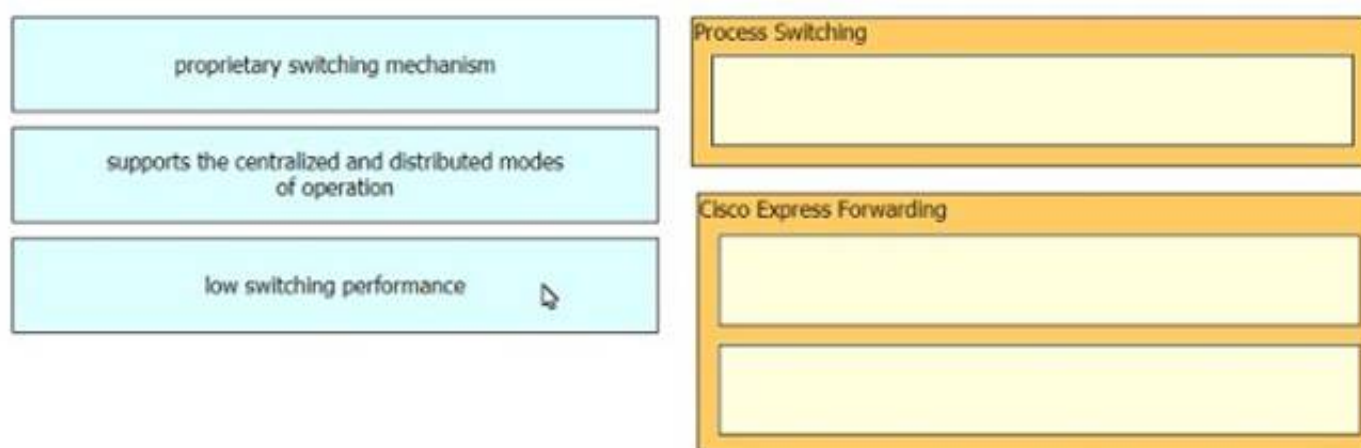 proprietary switching mechanism
supports the centralized and distributed modes
of operation
low switching performance
Process Switching
Cisco Express Forwarding